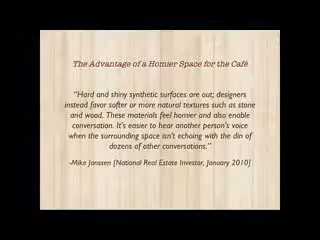 The Advantage of a Homier Space for the Café
"Hard and shiny synthetic surfaces are out; designers
instead favor softer or more natural textures such as stone
and wood. These materials feel homier and also enable
conversation. It's easier to hear another person's voice
when the surrounding space isn't echoing with the din of
dozens of other conversations."
-Mike Janssen [National Real Estate Investor, January 2010]